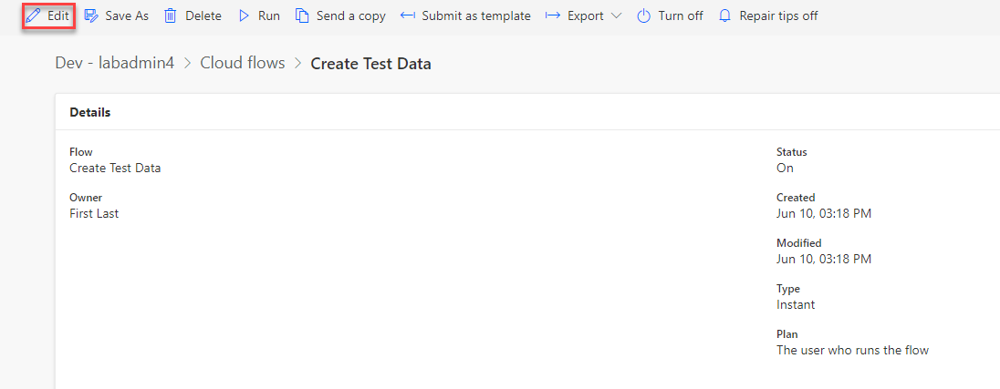 Edit Save As Delete Run Send a copy Submit as template Export Turn off Repair tips off
Dev - labadmin4 > Cloud flows > Create Test Data
Details
Flow
Create Test Data
Owner
First Last
Status
On
Created
Jun 10, 03:18 PM
Modified
Jun 10, 03:18 PM
Type
Instant
Plan
The user who runs the flow